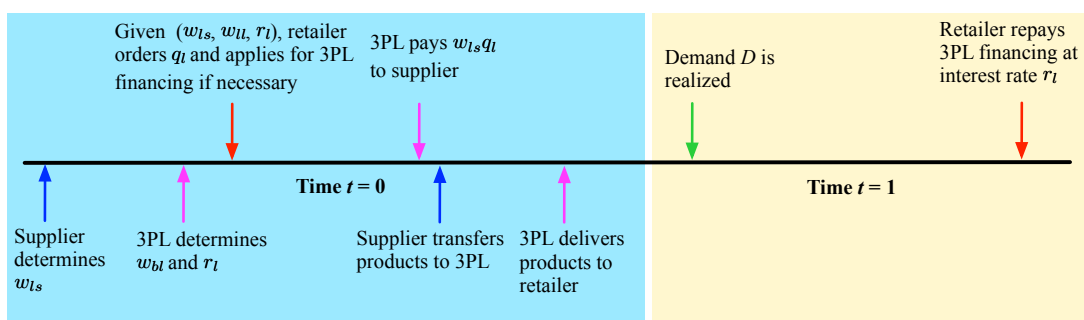 Given (w_ls, w_ll, r_l), retailer
orders q_l and applies for 3PL
financing if necessary
3PL pays w_ls q_l
to supplier
Demand D is
realized
Retailer repays
3PL financing at
interest rate r_l
Time t = 0
Time t = 1
Supplier
determines
w_ls
3PL determines
w_bl and r_l
Supplier transfers
products to 3PL
3PL delivers
products to
retailer